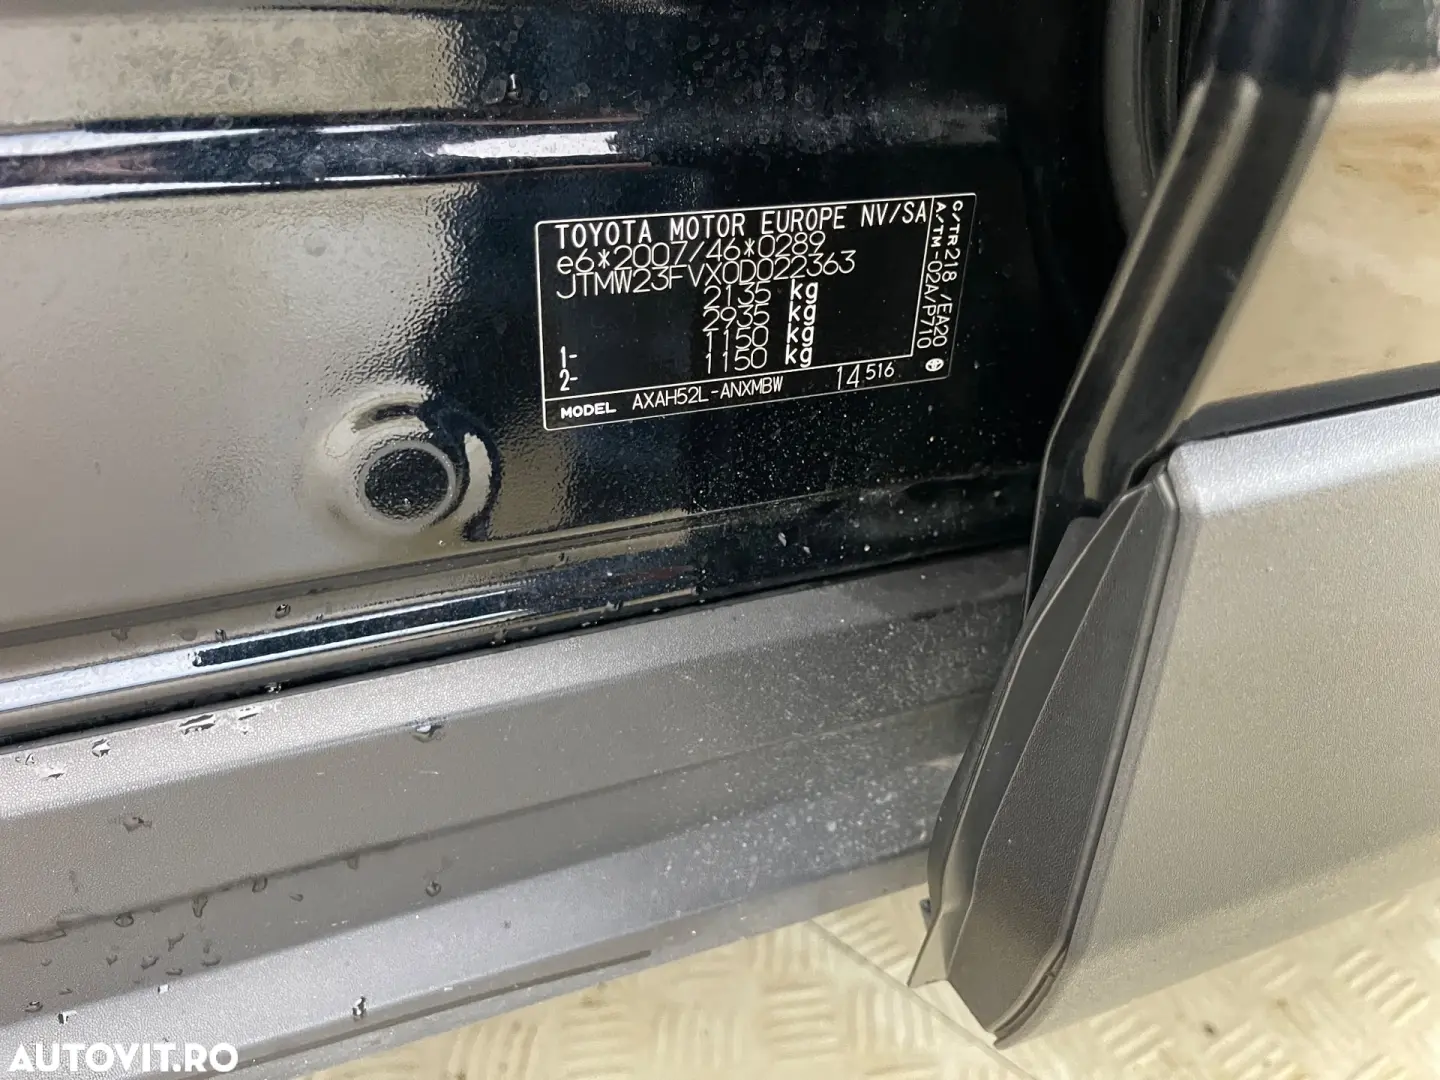 TOYOTA MOTOR EUROPE NV/SA
e6*2007/46*0289
JTMW23FVX0D022363
2135 kg
2935 kg
1- 1150 kg
2- 1150 kg
MODEL AXAH52L-ANXMBW 14 516
C/TR218 /EA20
A/TM-02A/P710
AUTOVIT.RO